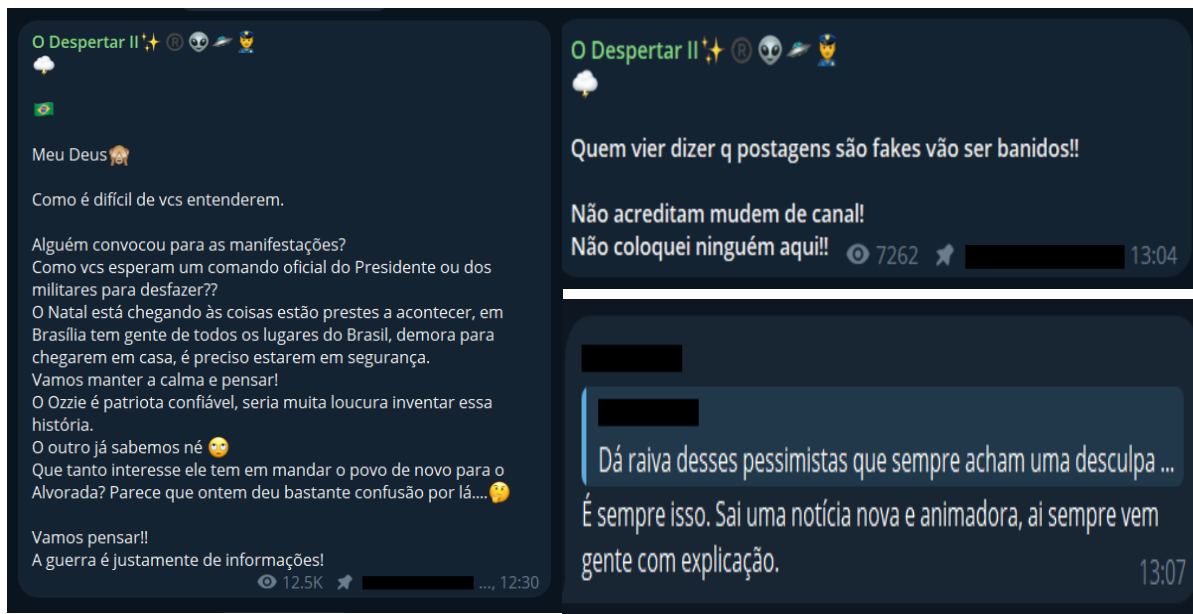 O Despertar II✨®👽🛸👮
🌩
🇧🇷
Meu Deus🙈
Como é difícil de vcs entenderem.
Alguém convocou para as manifestações?
Como vcs esperam um comando oficial do Presidente ou dos
militares para desfazer??
O Natal está chegando às coisas estão prestes a acontecer, em
Brasília tem gente de todos os lugares do Brasil, demora para
chegarem em casa, é preciso estarem em segurança.
Vamos manter a calma e pensar!
O Ozzie é patriota confiável, seria muita loucura inventar essa
história.
O outro já sabemos né 🙄
Que tanto interesse ele tem em mandar o povo de novo para o
Alvorada? Parece que ontem deu bastante confusão por lá....🤔
Vamos pensar!!
A guerra é justamente de informações!
12.5K ..., 12:30
O Despertar II✨®👽🛸👮
🌩
Quem vier dizer q postagens são fakes vão ser banidos!!
Não acreditam mudem de canal!
Não coloquei ninguém aqui!! 7262 13:04
Dá raiva desses pessimistas que sempre acham uma desculpa ...
É sempre isso. Sai uma notícia nova e animadora, ai sempre vem
gente com explicação.
13:07